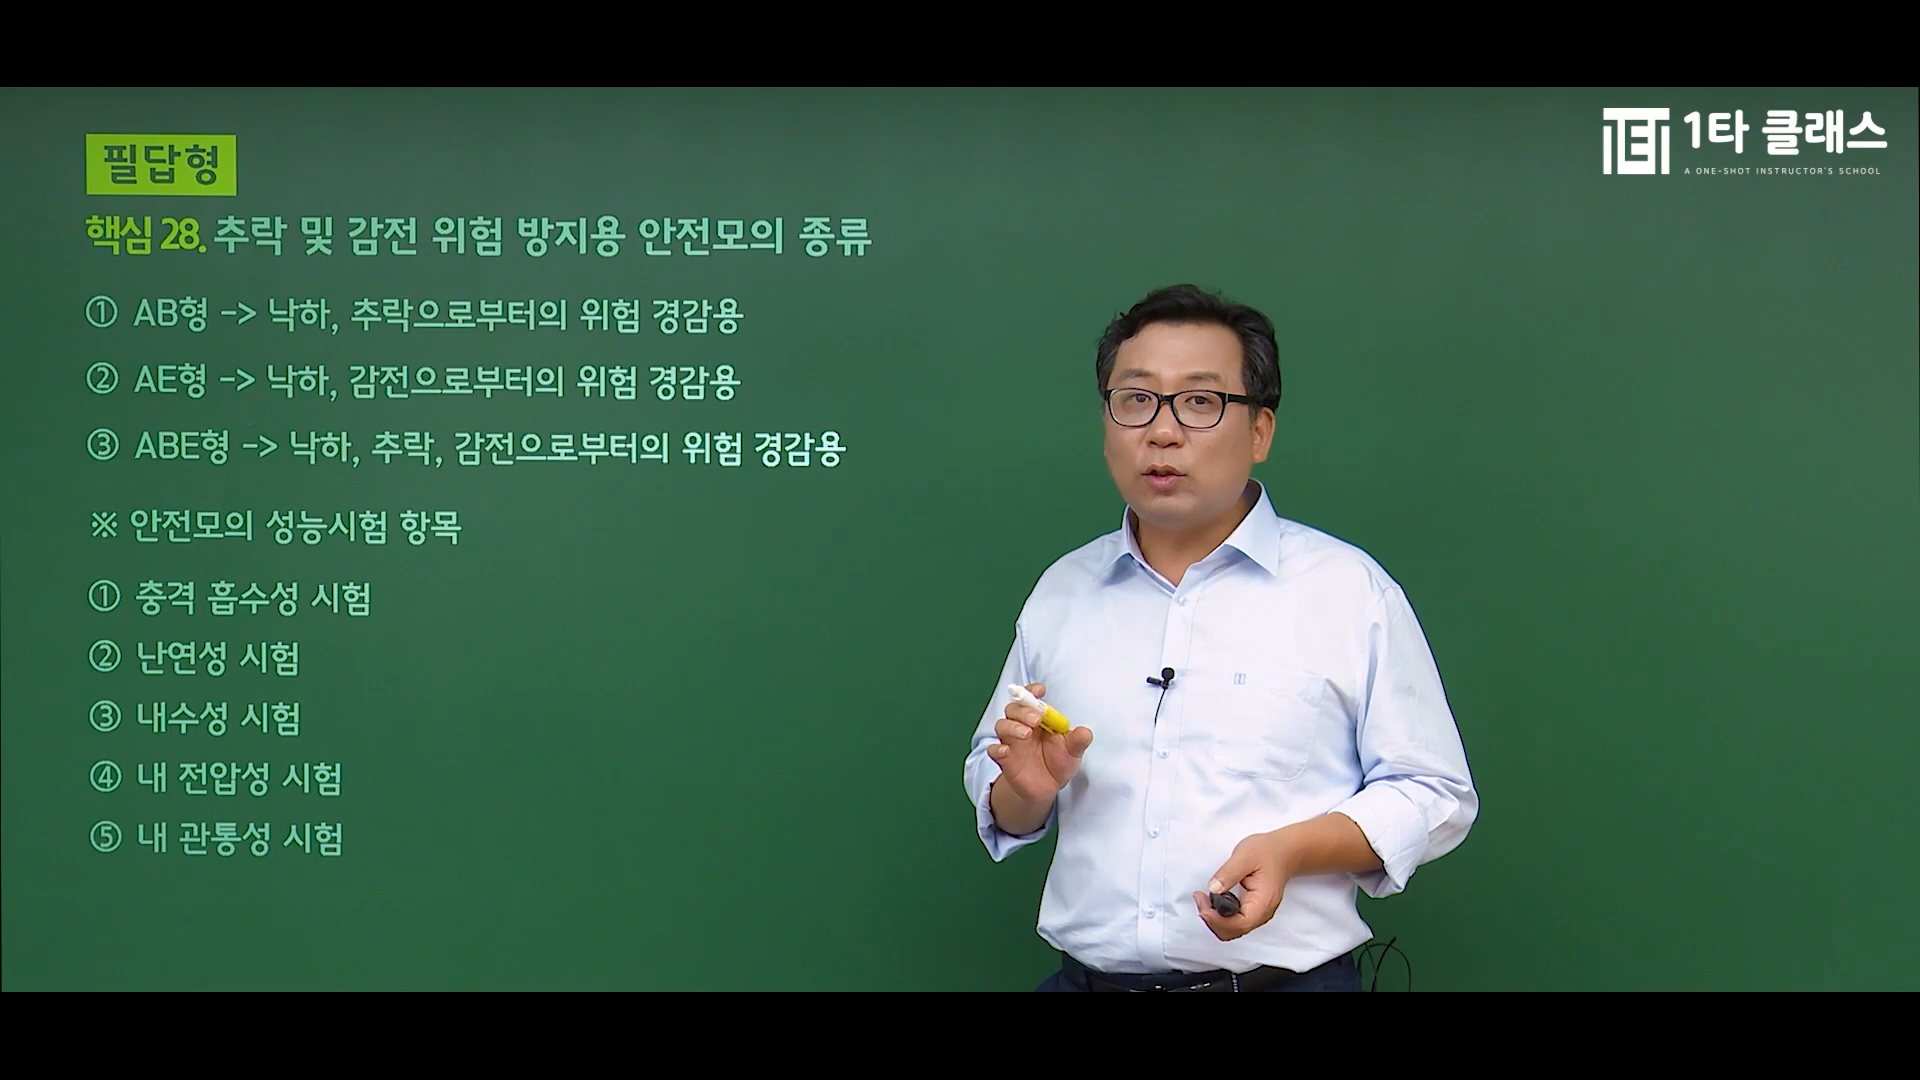 1타 클래스
A ONE-SHOT INSTRUCTOR'S SCHOOL
필답형
핵심 28. 추락 및 감전 위험 방지용 안전모의 종류
① AB형 -> 낙하, 추락으로부터의 위험 경감용
② AE형 -> 낙하, 감전으로부터의 위험 경감용
③ ABE형 -> 낙하, 추락, 감전으로부터의 위험 경감용
※ 안전모의 성능시험 항목
① 충격 흡수성 시험
② 난연성 시험
③ 내수성 시험
④ 내 전압성 시험
⑤ 내 관통성 시험